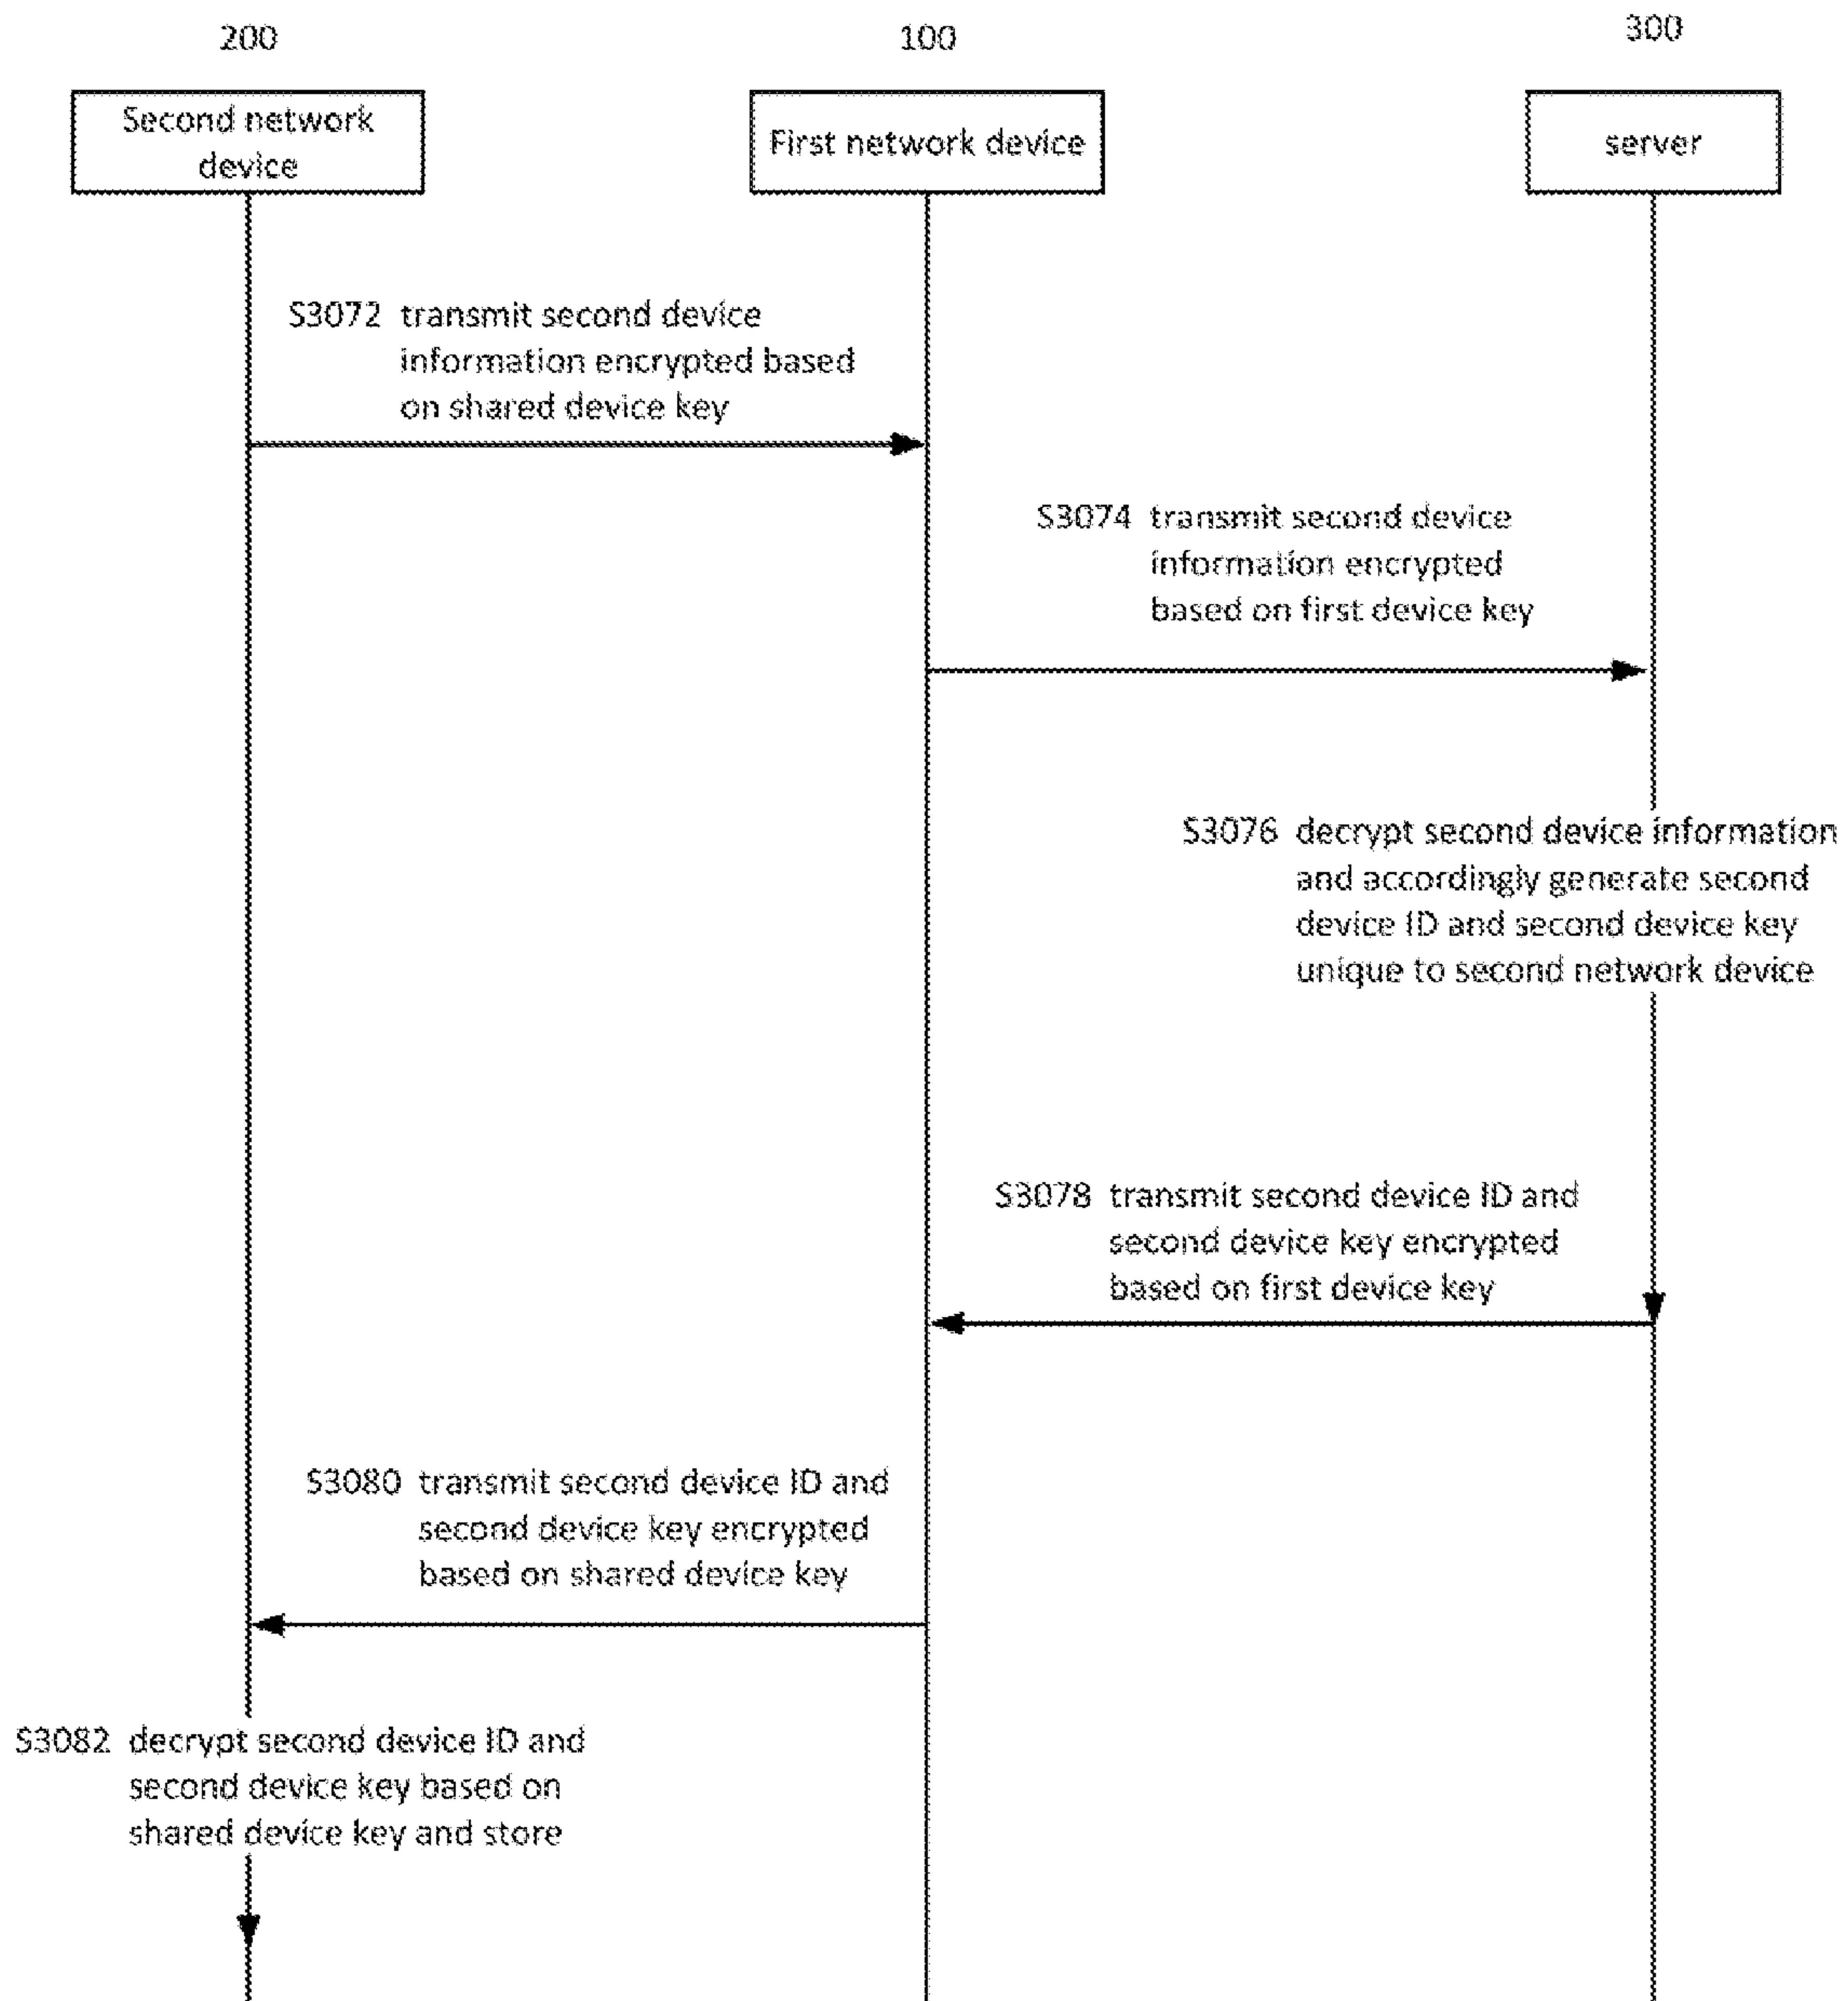 200
100
300
Second network
device
First network device
server
S3072 transmit second device
information encrypted based
on shared device key
S3074 transmit second device
information encrypted
based on first device key
S3076 decrypt second device information
and accordingly generate second
device ID and second device key
unique to second network device
S3078 transmit second device ID and
second device key encrypted
based on first device key
S3080 transmit second device ID and
second device key encrypted
based on shared device key
S3082 decrypt second device ID and
second device key based on
shared device key and store